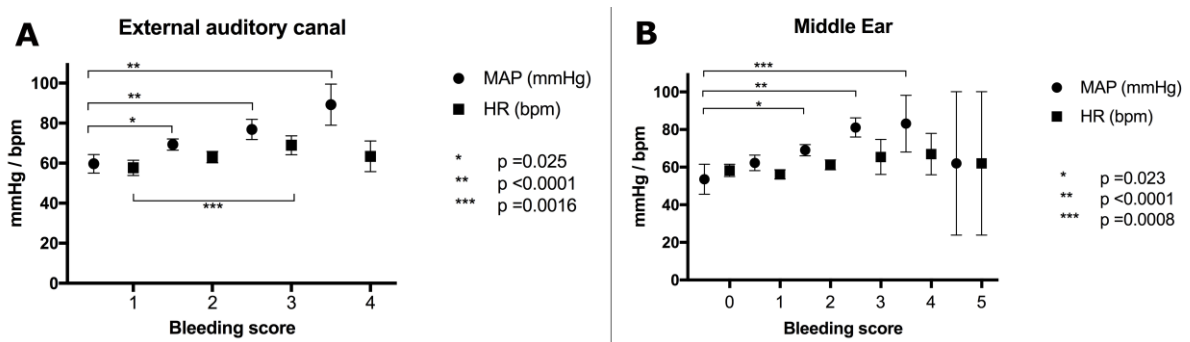 A
External auditory canal
**
**
*
***
100
80
60
40
20
0
mmHg / bpm
1 2 3 4
Bleeding score
MAP (mmHg)
HR (bpm)
* p =0.025
** p <0.0001
*** p =0.0016
B
Middle Ear
***
**
*
100
80
60
40
20
0
mmHg / bpm
0 1 2 3 4 5
Bleeding score
MAP (mmHg)
HR (bpm)
* p =0.023
** p <0.0001
*** p =0.0008